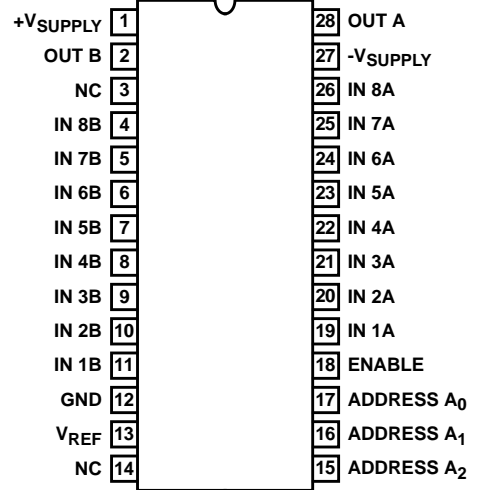 +VSUPPLY 1 28 OUT A
OUT B 2 27 -VSUPPLY
NC 3 26 IN 8A
IN 8B 4 25 IN 7A
IN 7B 5 24 IN 6A
IN 6B 6 23 IN 5A
IN 5B 7 22 IN 4A
IN 4B 8 21 IN 3A
IN 3B 9 20 IN 2A
IN 2B 10 19 IN 1A
IN 1B 11 18 ENABLE
GND 12 17 ADDRESS A0
VREF 13 16 ADDRESS A1
NC 14 15 ADDRESS A2